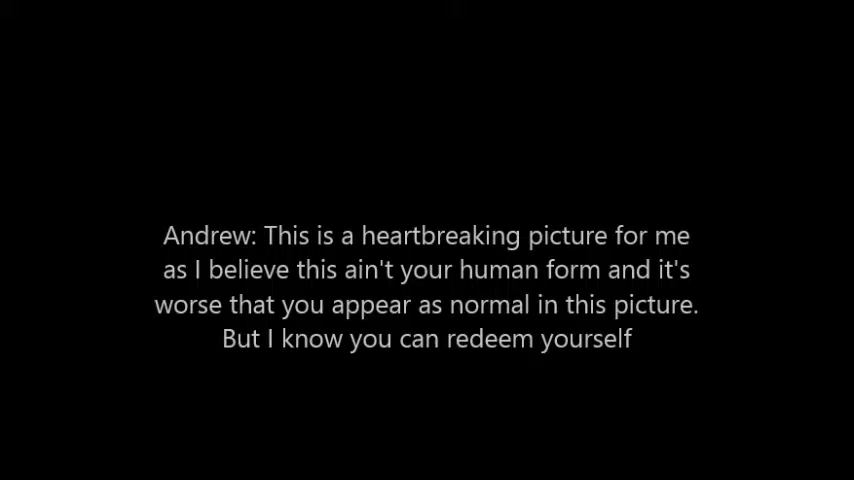 Andrew: This is a heartbreaking picture for me
as I believe this ain't your human form and it's
worse that you appear as normal in this picture.
But I know you can redeem yourself